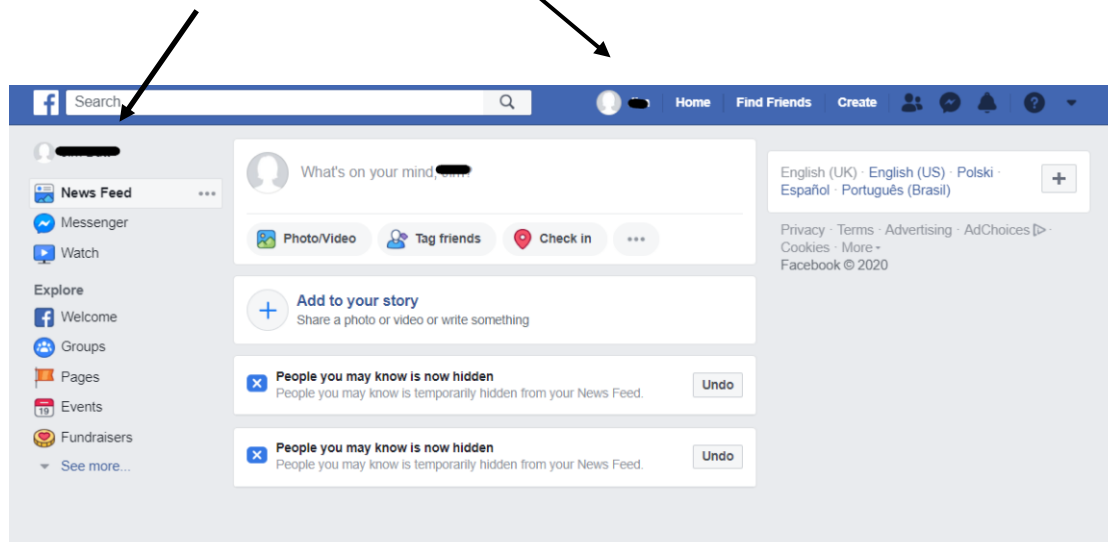 Search
Home Find Friends Create
What's on your mind,
News Feed
Messenger
Watch
Photo/Video Tag friends Check in
Explore
Welcome
Groups
Pages
19 Events
Fundraisers
See more...
Add to your story
Share a photo or video or write something
People you may know is now hidden
People you may know is temporarily hidden from your News Feed.
Undo
People you may know is now hidden
People you may know is temporarily hidden from your News Feed.
Undo
English (UK) · English (US) · Polski ·
Español · Português (Brasil)
Privacy · Terms · Advertising · AdChoices ·
Cookies · More
Facebook © 2020